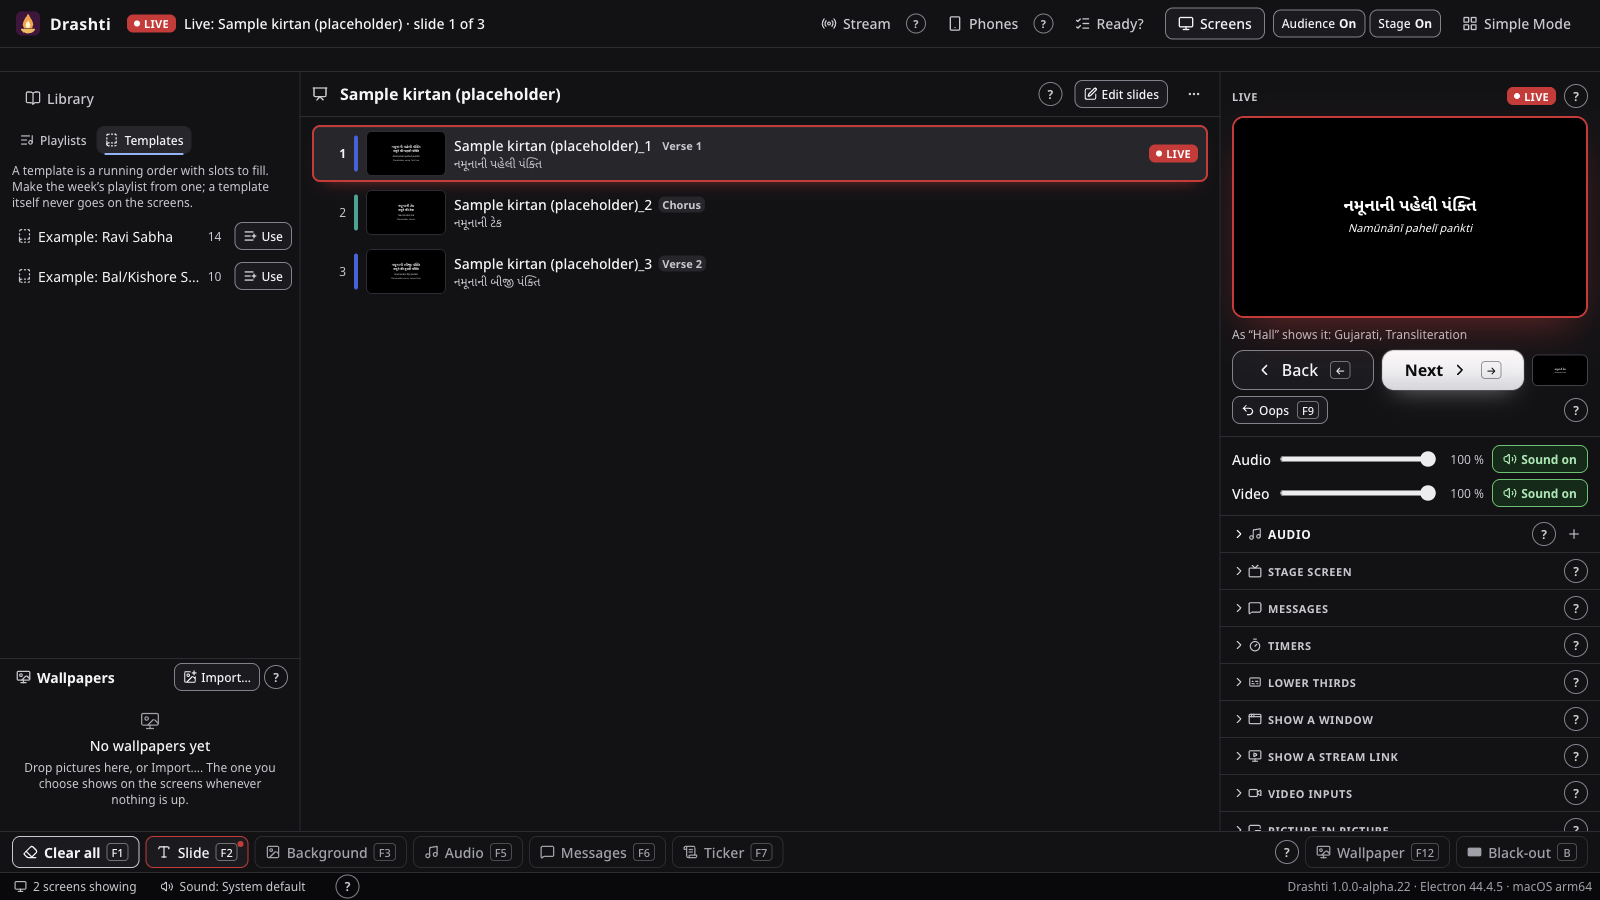 Drashti
LIVE
Live: Sample kirtan (placeholder) · slide 1 of 3
Stream ?
Phones ?
Ready?
Screens
Audience On
Stage On
Simple Mode
Library
Playlists
Templates
A template is a running order with slots to fill.
Make the week’s playlist from one; a template
itself never goes on the screens.
Example: Ravi Sabha 14 Use
Example: Bal/Kishore S... 10 Use
Wallpapers Import... ?
No wallpapers yet
Drop pictures here, or Import.... The one you
choose shows on the screens whenever
nothing is up.
Sample kirtan (placeholder) ? Edit slides ...
1 Sample kirtan (placeholder)_1 Verse 1 LIVE
નમૂનાની પહેલી પંક્તિ
2 Sample kirtan (placeholder)_2 Chorus
નમૂનાની ટેક
3 Sample kirtan (placeholder)_3 Verse 2
નમૂનાની બીજી પંક્તિ
LIVE LIVE ?
નમૂનાની પહેલી પંક્તિ
Namūnānī pahelī paṅkti
As “Hall” shows it: Gujarati, Transliteration
Back ←
Next →
Oops F9 ?
Audio 100 % Sound on
Video 100 % Sound on
AUDIO ? +
STAGE SCREEN ?
MESSAGES ?
TIMERS ?
LOWER THIRDS ?
SHOW A WINDOW ?
SHOW A STREAM LINK ?
VIDEO INPUTS ?
PICTURE IN PICTURE ?
Clear all F1
Slide F2
Background F3
Audio F5
Messages F6
Ticker F7
?
Wallpaper F12
Black-out B
2 screens showing
Sound: System default ?
Drashti 1.0.0-alpha.22 · Electron 44.4.5 · macOS arm64